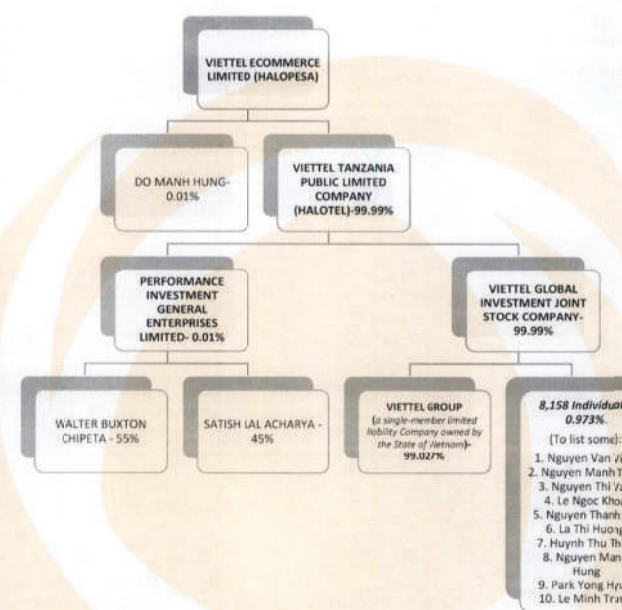 VIETTEL ECOMMERCE
LIMITED (HALOPESA)
DO MANH HUNG-
0.01%
VIETTEL TANZANIA
PUBLIC LIMITED
COMPANY
(HALOTEL)-99.99%
PERFORMANCE
INVESTMENT
GENERAL
ENTERPRISES
LIMITED- 0.01%
VIETTEL GLOBAL
INVESTMENT JOINT
STOCK COMPANY-
99.99%
WALTER BUXTON
CHIPETA - 55%
SATISH LAL ACHARYA -
45%
VIETTEL GROUP
(a single-member limited
liability Company owned by
the State of Vietnam)-
99.027%
8,158
0.973%
(To list some):
1. Nguyen Van
2. Nguyen Manh
3. Nguyen Thi
4. Le Ngoc
5. Nguyen Thanh
6. La Thi Huong
7. Huynh Thu
8. Nguyen
Hung
9. Park Yong
10. Le Minh